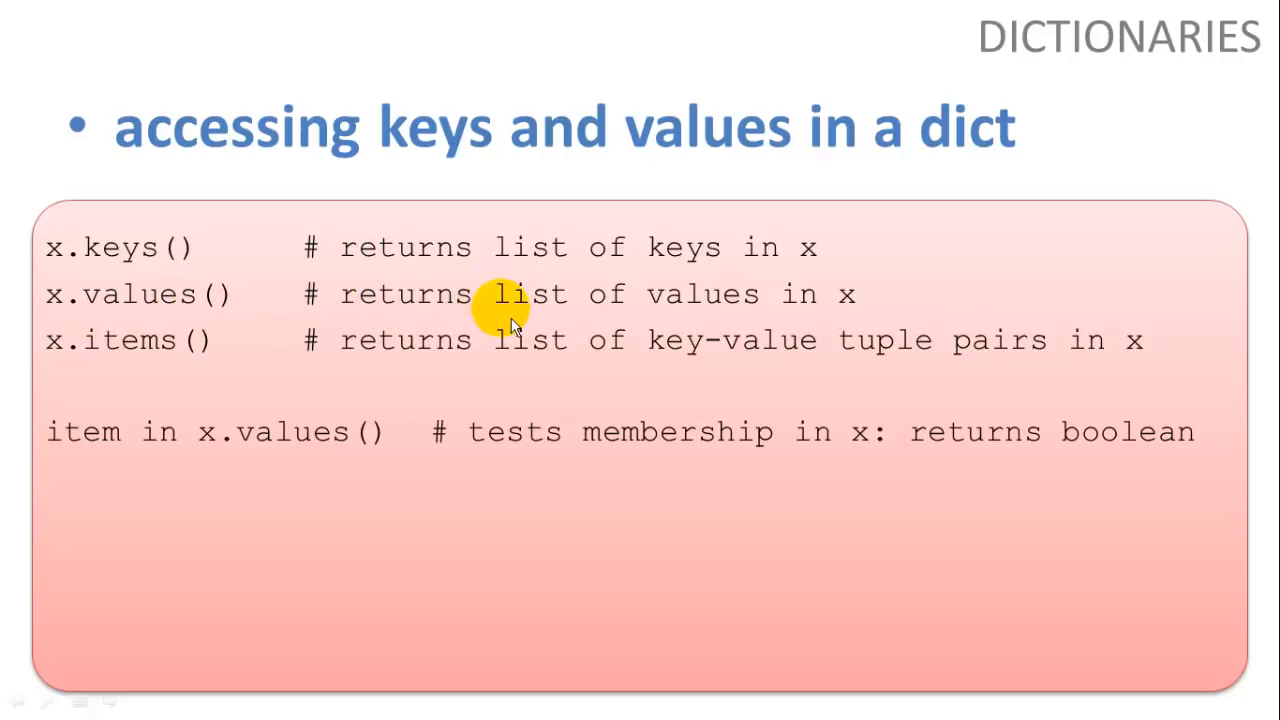 DICTIONARIES
• accessing keys and values in a dict
x.keys()      # returns list of keys in x
x.values()    # returns list of values in x
x.items()     # returns list of key-value tuple pairs in x
item in x.values()  # tests membership in x: returns boolean